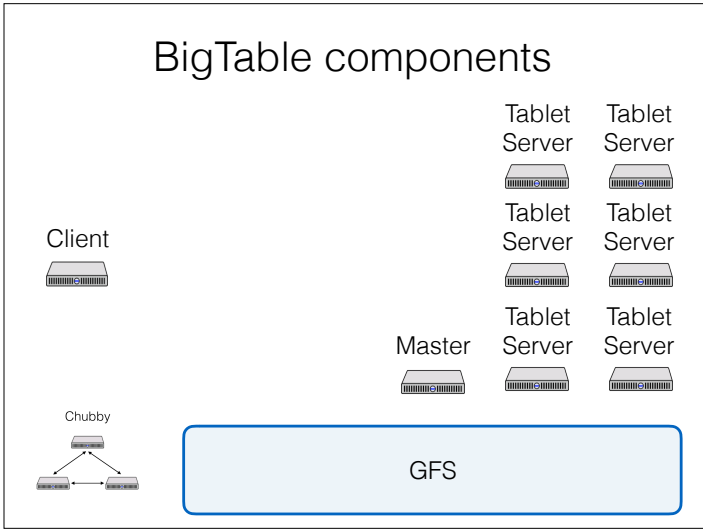 BigTable components
Tablet
Server
Tablet
Server
Tablet
Server
Tablet
Server
Client
Tablet
Server
Tablet
Server
Master
Chubby
GFS